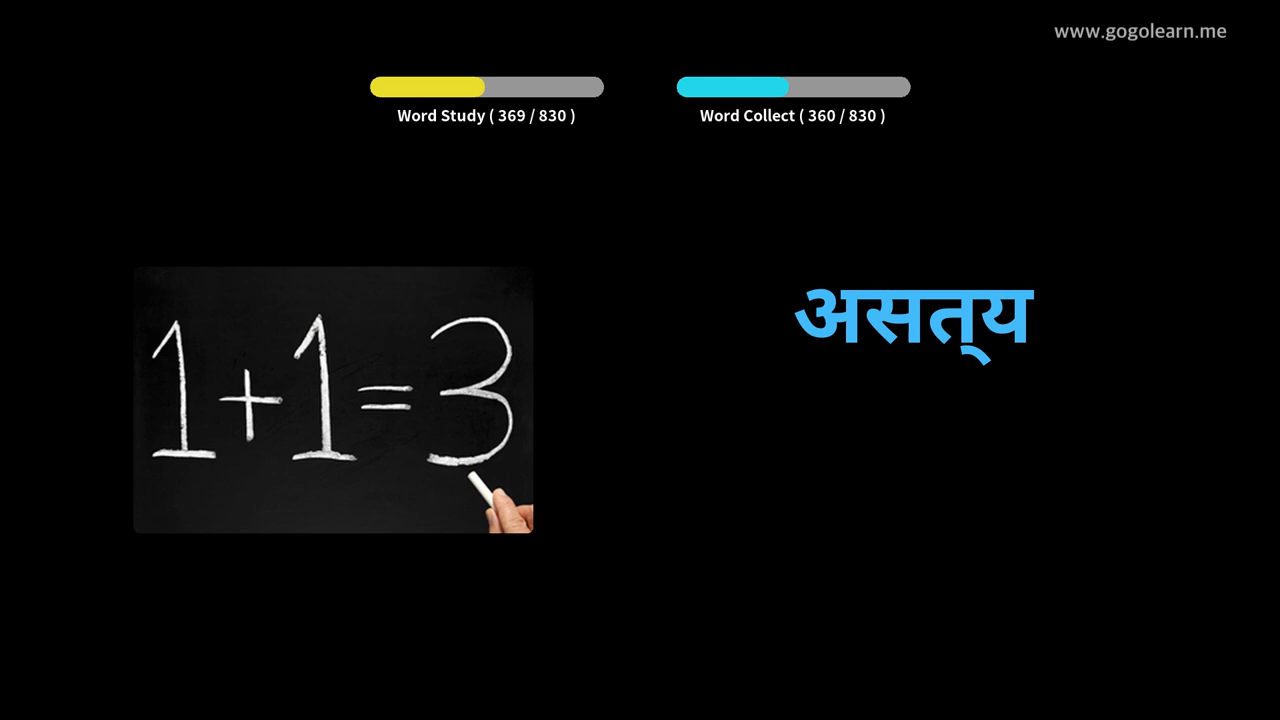 www.gogolearn.me
Word Study ( 369 / 830 )
Word Collect ( 360 / 830 )
1+1=3
असत्‌य